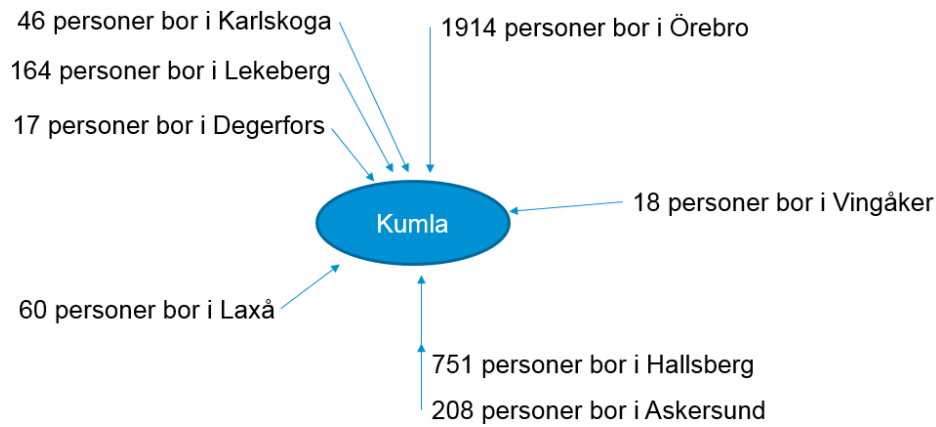 46 personer bor i Karlskoga
1914 personer bor i Örebro
164 personer bor i Lekeberg
17 personer bor i Degerfors
18 personer bor i Vingåker
Kumla
60 personer bor i Laxå
751 personer bor i Hallsberg
208 personer bor i Askersund